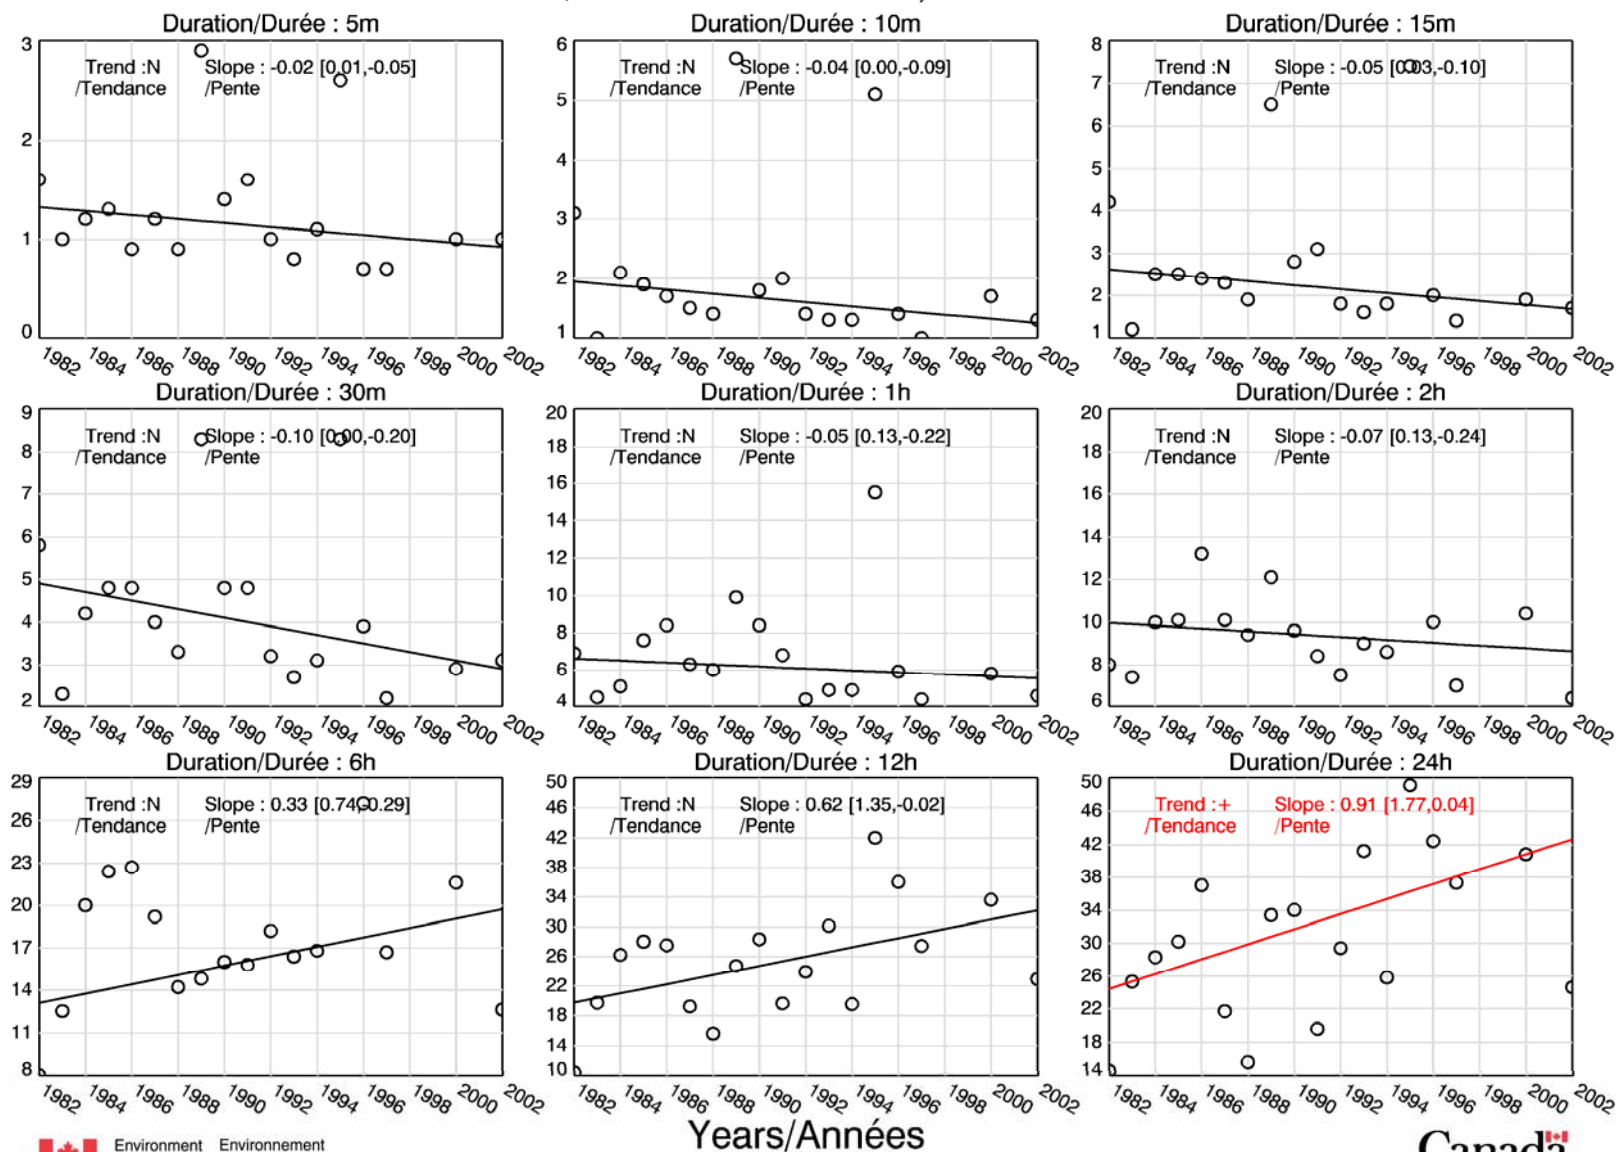 Duration/Durée : 5m
3
2
1
0
Trend :N Slope : -0.02 [0.01,-0.05]
/Tendance /Pente
1982 1984 1986 1988 1990 1992 1994 1996 1998 2000 2002
Duration/Durée : 10m
6
5
4
3
2
1
Trend :N Slope : -0.04 [0.00,-0.09]
/Tendance /Pente
1982 1984 1986 1988 1990 1992 1994 1996 1998 2000 2002
Duration/Durée : 15m
8
7
6
5
4
3
2
1
Trend :N Slope : -0.05 [0.03,-0.10]
/Tendance /Pente
1982 1984 1986 1988 1990 1992 1994 1996 1998 2000 2002
Duration/Durée : 30m
9
8
7
6
5
4
3
2
Trend :N Slope : -0.10 [0.00,-0.20]
/Tendance /Pente
1982 1984 1986 1988 1990 1992 1994 1996 1998 2000 2002
Duration/Durée : 1h
20
18
16
14
12
10
8
6
4
Trend :N Slope : -0.05 [0.13,-0.22]
/Tendance /Pente
1982 1984 1986 1988 1990 1992 1994 1996 1998 2000 2002
Duration/Durée : 2h
20
18
16
14
12
10
8
6
Trend :N Slope : -0.07 [0.13,-0.24]
/Tendance /Pente
1982 1984 1986 1988 1990 1992 1994 1996 1998 2000 2002
Duration/Durée : 6h
29
26
23
20
17
14
11
8
Trend :N Slope : 0.33 [0.74,-0.29]
/Tendance /Pente
1982 1984 1986 1988 1990 1992 1994 1996 1998 2000 2002
Duration/Durée : 12h
50
46
42
38
34
30
26
22
18
14
10
Trend :N Slope : 0.62 [1.35,-0.02]
/Tendance /Pente
1982 1984 1986 1988 1990 1992 1994 1996 1998 2000 2002
Duration/Durée : 24h
50
46
42
38
34
30
26
22
18
14
Trend :+ Slope : 0.91 [1.77,0.04]
/Tendance /Pente
1982 1984 1986 1988 1990 1992 1994 1996 1998 2000 2002
Years/Années
Environment Environnement
Canada